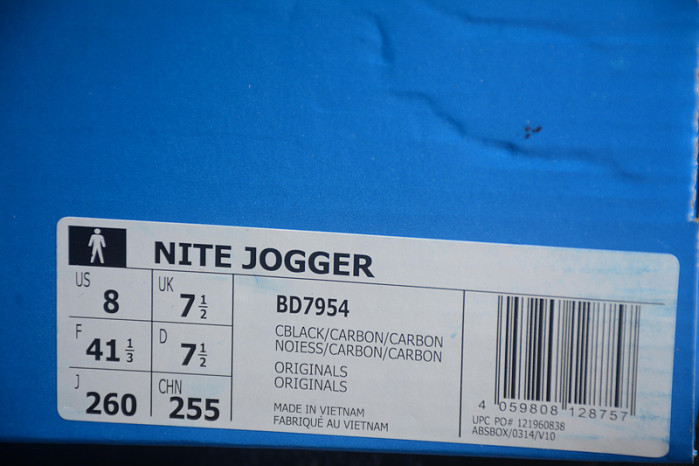 NITE JOGGER
US 8 UK 7 1/2
F 41 1/3 D 7 1/2
J 260 CHN 255
BD7954
CBLACK/CARBON/CARBON
NOIESS/CARBON/CARBON
ORIGINALS
ORIGINALS
MADE IN VIETNAM
FABRIQUÉ AU VIETNAM
4 059808 128757
UPC PO# 121960838
ABSBOX/0314/V10